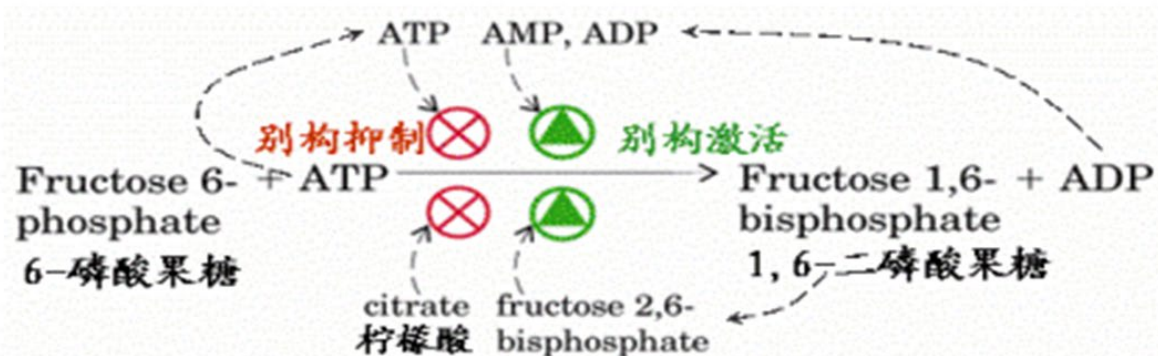 ATP AMP, ADP
别构抑制 别构激活
Fructose 6- + ATP Fructose 1,6- + ADP
phosphate bisphosphate
6-磷酸果糖 1, 6-二磷酸果糖
citrate fructose 2,6-
柠檬酸 bisphosphate